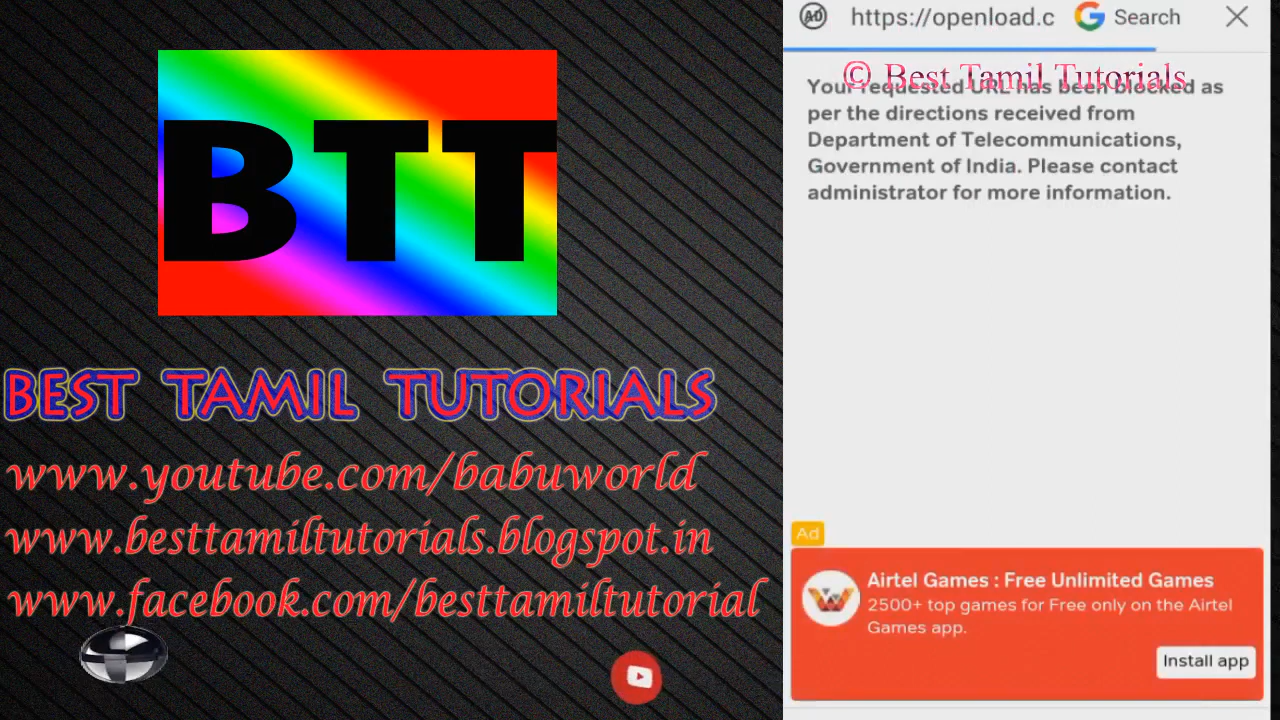 BTT
BEST TAMIL TUTORIALS
www.youtube.com/babuworld
www.besttamiltutorials.blogspot.in
www.facebook.com/besttamiltutorial
AD https://openload.c G Search
© Best Tamil Tutorials
Your requested URL has been blocked as
per the directions received from
Department of Telecommunications,
Government of India. Please contact
administrator for more information.
Ad
Airtel Games : Free Unlimited Games
2500+ top games for Free only on the Airtel
Games app.
Install app